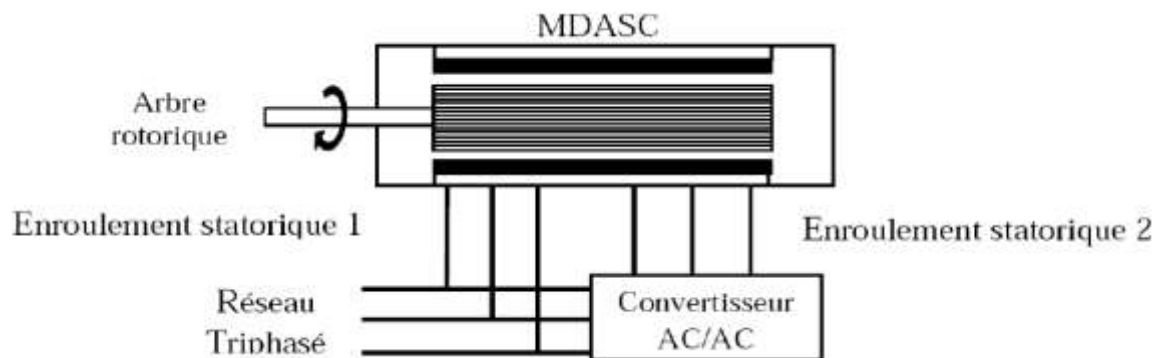 MDASC
Arbre
rotorique
Enroulement statorique 1
Enroulement statorique 2
Réseau
Triphasé
Convertisseur
AC/AC